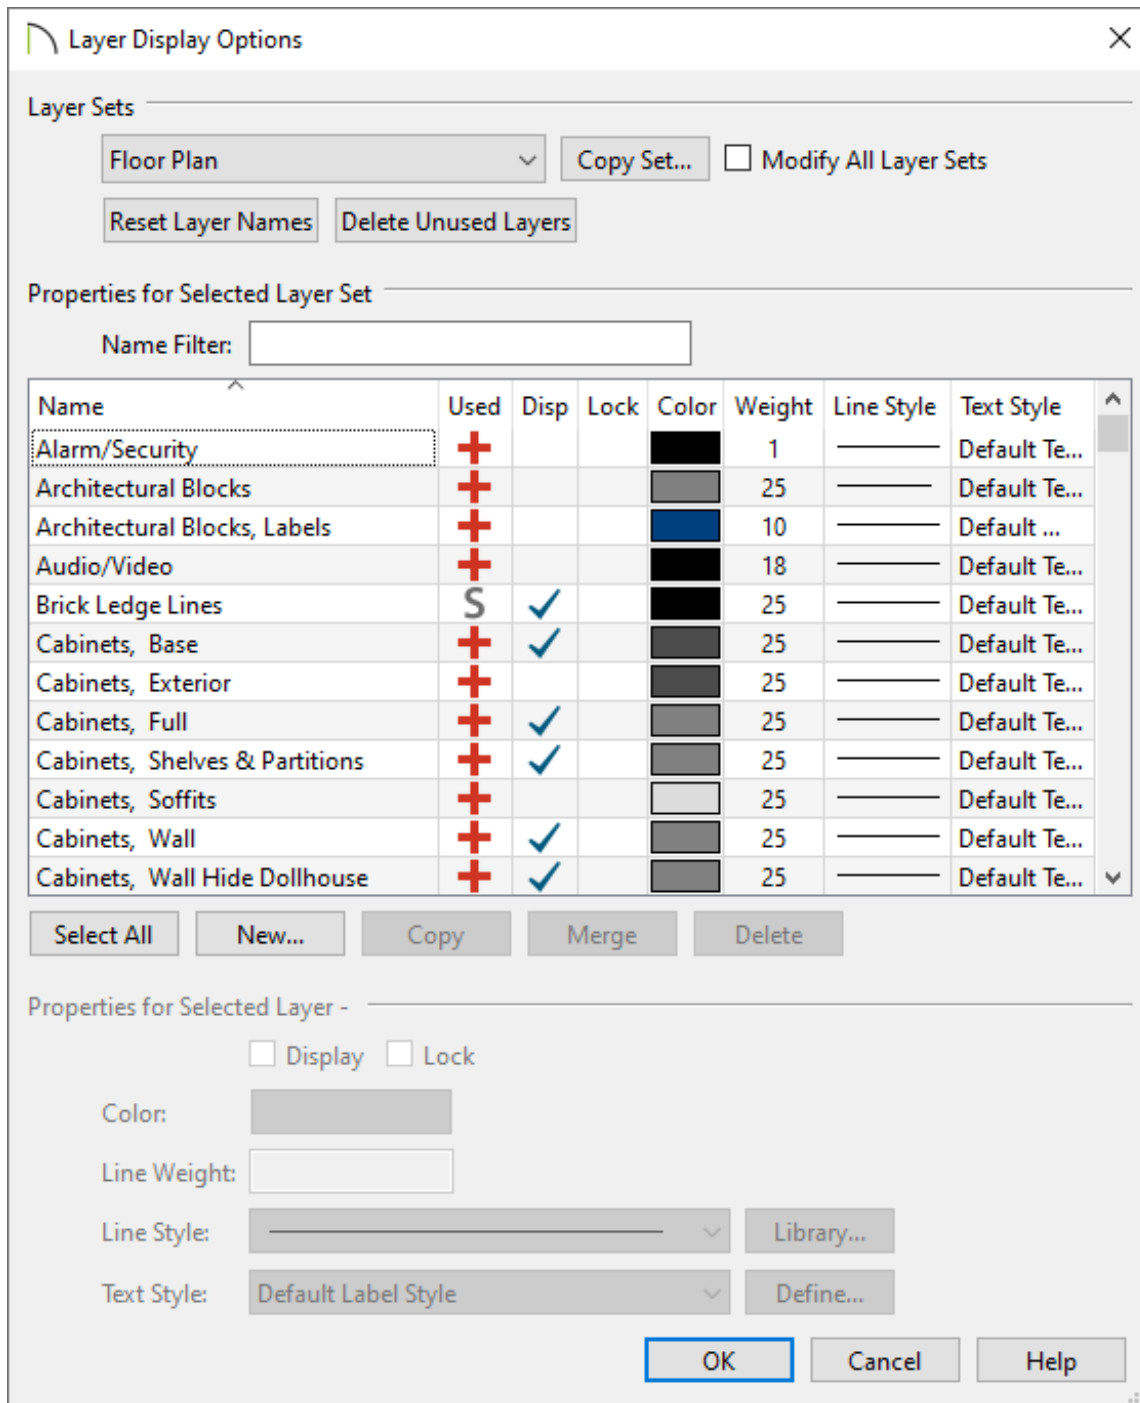 Layer Display Options
Layer Sets
Floor Plan Copy Set... Modify All Layer Sets
Reset Layer Names Delete Unused Layers
Properties for Selected Layer Set
Name Filter:
Name Used Disp Lock Color Weight Line Style Text Style
Alarm/Security 1 Default Te...
Architectural Blocks 25 Default Te...
Architectural Blocks, Labels 10 Default ...
Audio/Video 18 Default Te...
Brick Ledge Lines S 25 Default Te...
Cabinets, Base 25 Default Te...
Cabinets, Exterior 25 Default Te...
Cabinets, Full 25 Default Te...
Cabinets, Shelves & Partitions 25 Default Te...
Cabinets, Soffits 25 Default Te...
Cabinets, Wall 25 Default Te...
Cabinets, Wall Hide Dollhouse 25 Default Te...
Select All New... Copy Merge Delete
Properties for Selected Layer -
Display Lock
Color:
Line Weight:
Line Style: Library...
Text Style: Default Label Style Define...
OK Cancel Help